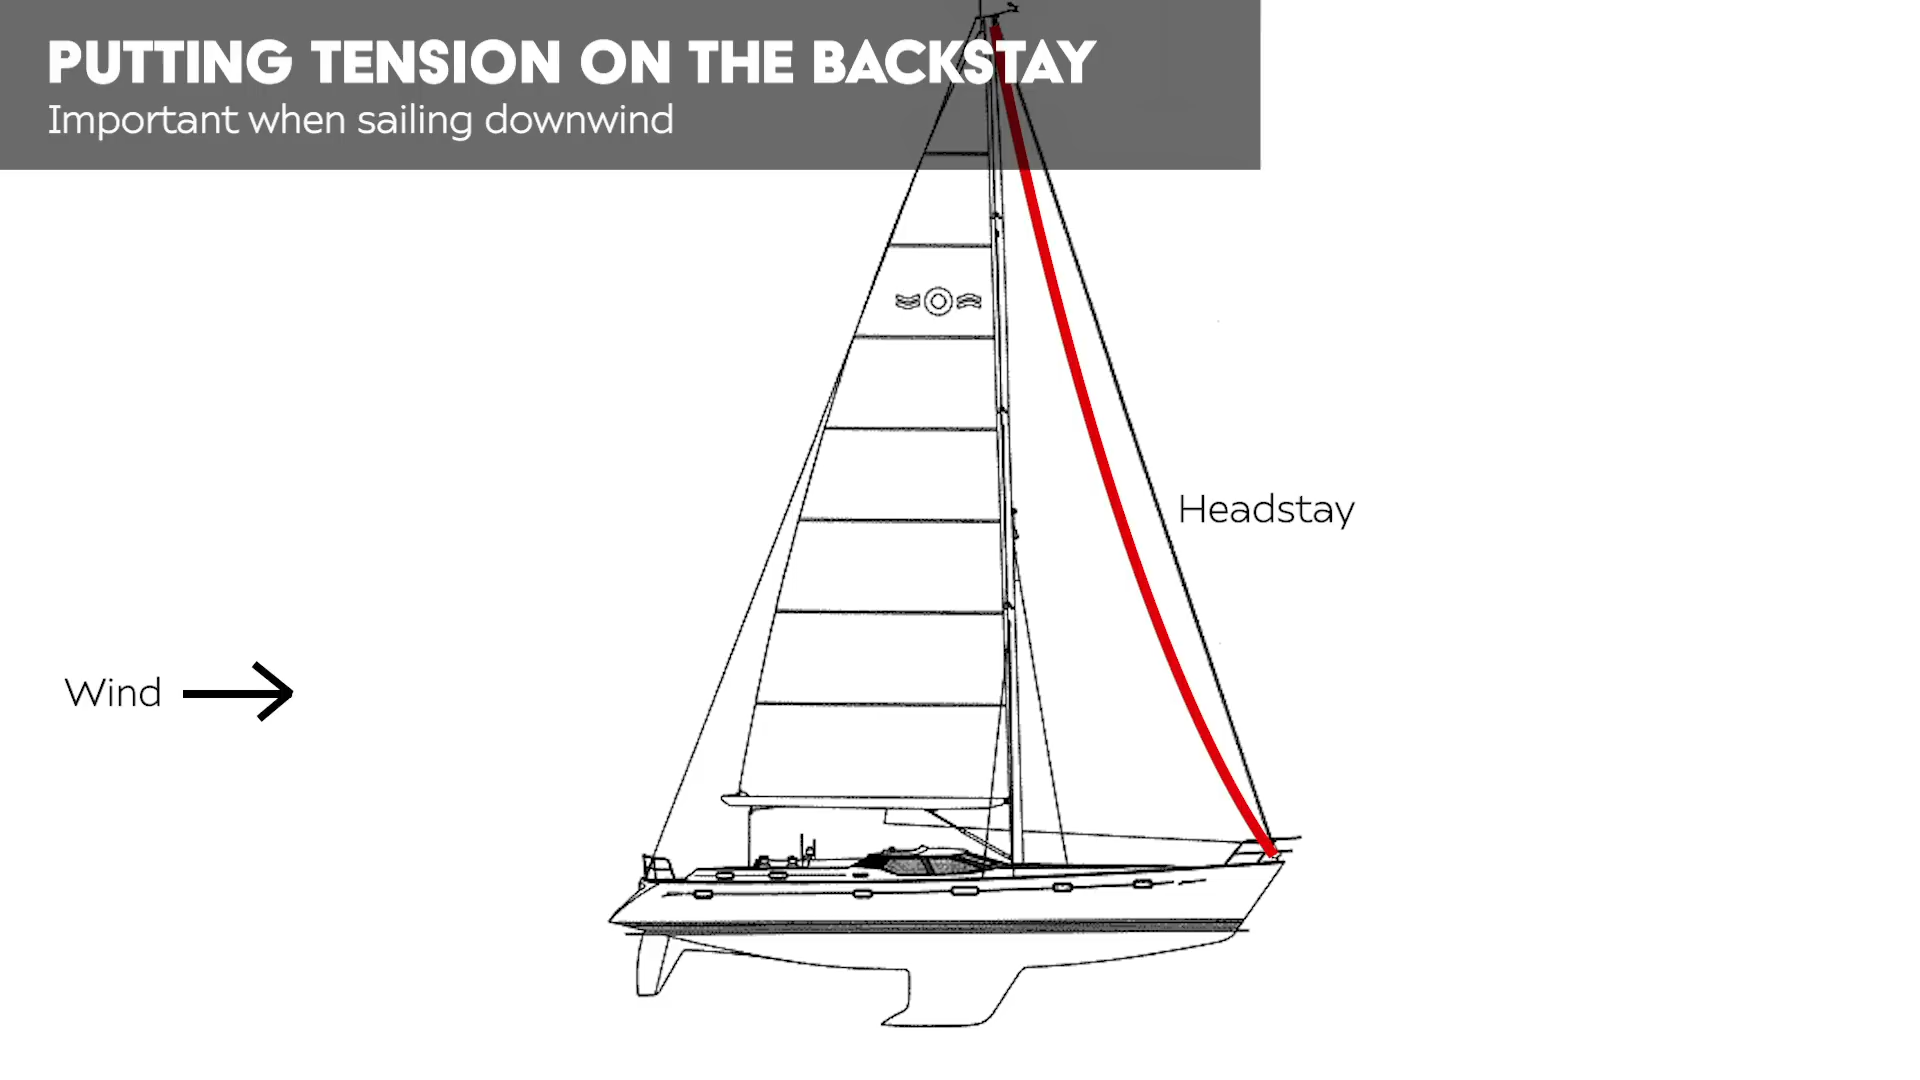 PUTTING TENSION ON THE BACKSTAY
Important when sailing downwind
Headstay
Wind